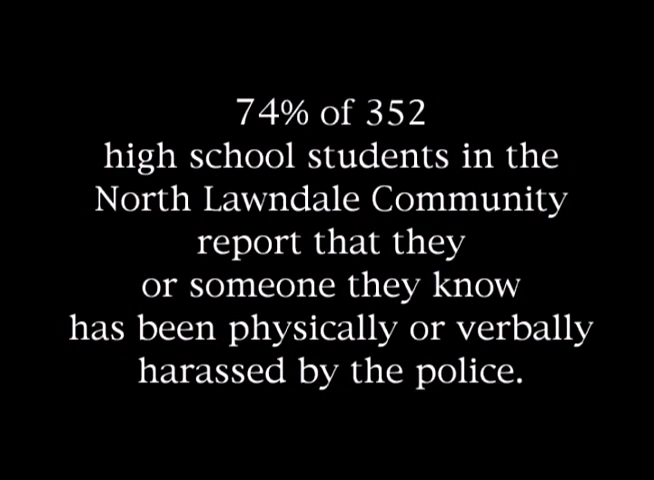 74% of 352
high school students in the
North Lawndale Community
report that they
or someone they know
has been physically or verbally
harassed by the police.